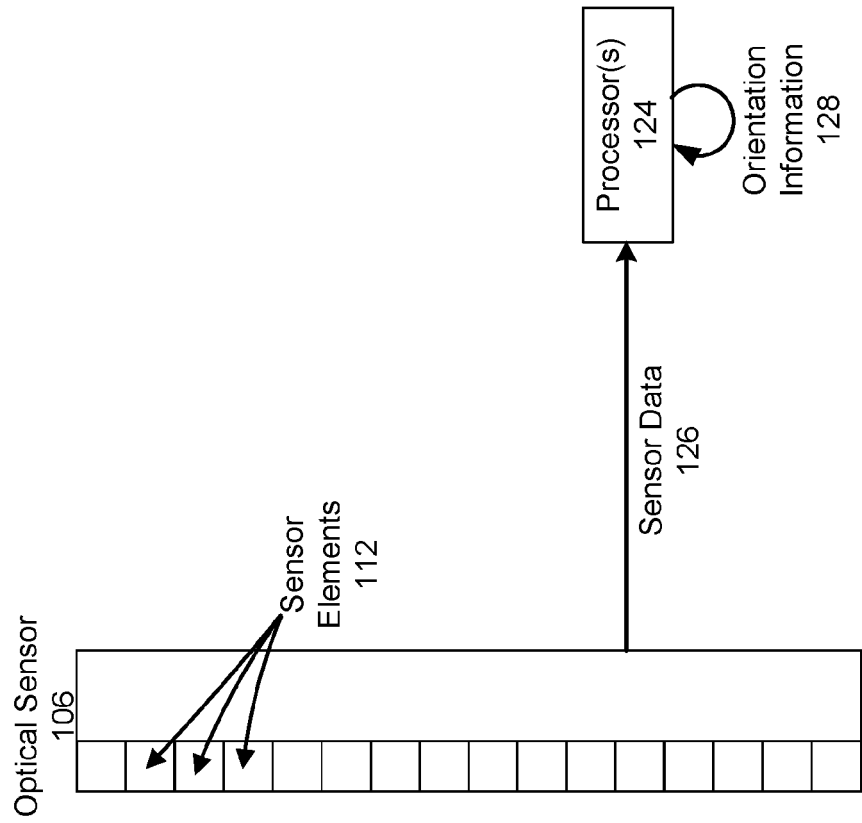 Optical Sensor
106
Sensor
Elements
112
Sensor Data
126
Processor(s)
124
Orientation
Information
128